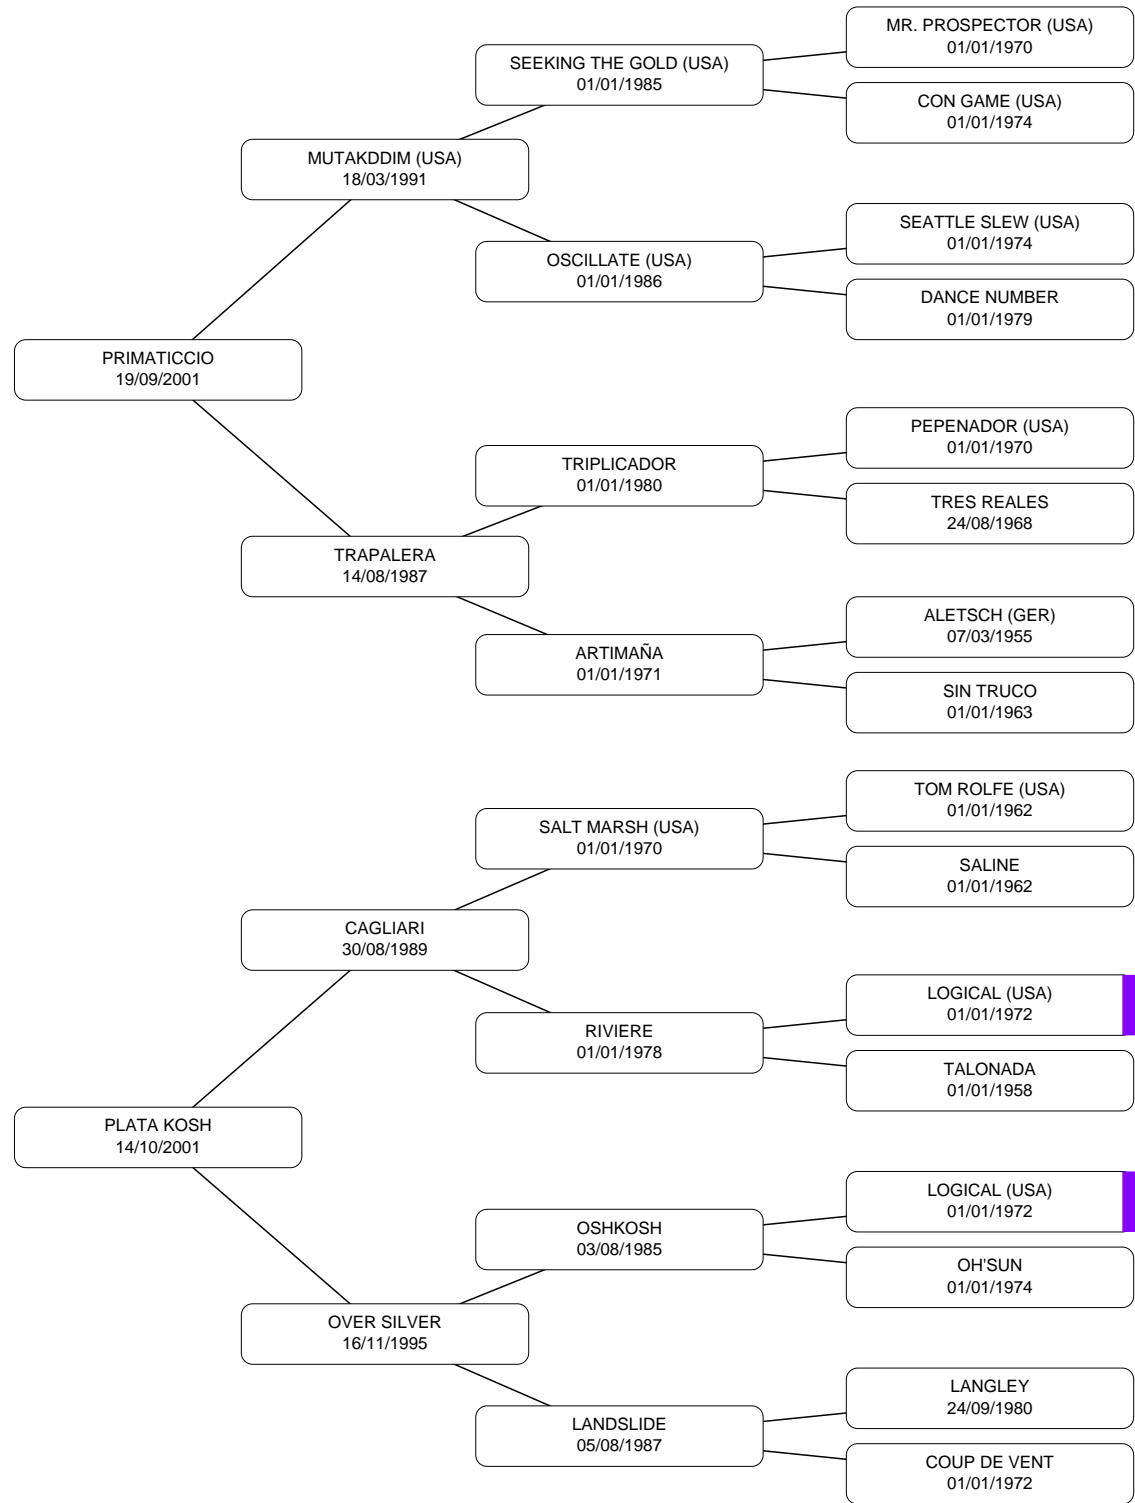 MR. PROSPECTOR (USA)
01/01/1970
SEEKING THE GOLD (USA)
01/01/1985
CON GAME (USA)
01/01/1974
MUTAKDDIM (USA)
18/03/1991
SEATTLE SLEW (USA)
01/01/1974
OSCILLATE (USA)
01/01/1986
DANCE NUMBER
01/01/1979
PRIMATICCIO
19/09/2001
PEPENADOR (USA)
01/01/1970
TRIPLICADOR
01/01/1980
TRES REALES
24/08/1968
TRAPALERA
14/08/1987
ALETSCH (GER)
07/03/1955
ARTIMAÑA
01/01/1971
SIN TRUCO
01/01/1963
TOM ROLFE (USA)
01/01/1962
SALT MARSH (USA)
01/01/1970
SALINE
01/01/1962
CAGLIARI
30/08/1989
LOGICAL (USA)
01/01/1972
RIVIERE
01/01/1978
TALONADA
01/01/1958
PLATA KOSH
14/10/2001
LOGICAL (USA)
01/01/1972
OSHKOSH
03/08/1985
OH'SUN
01/01/1974
OVER SILVER
16/11/1995
LANGLEY
24/09/1980
LANDSLIDE
05/08/1987
COUP DE VENT
01/01/1972